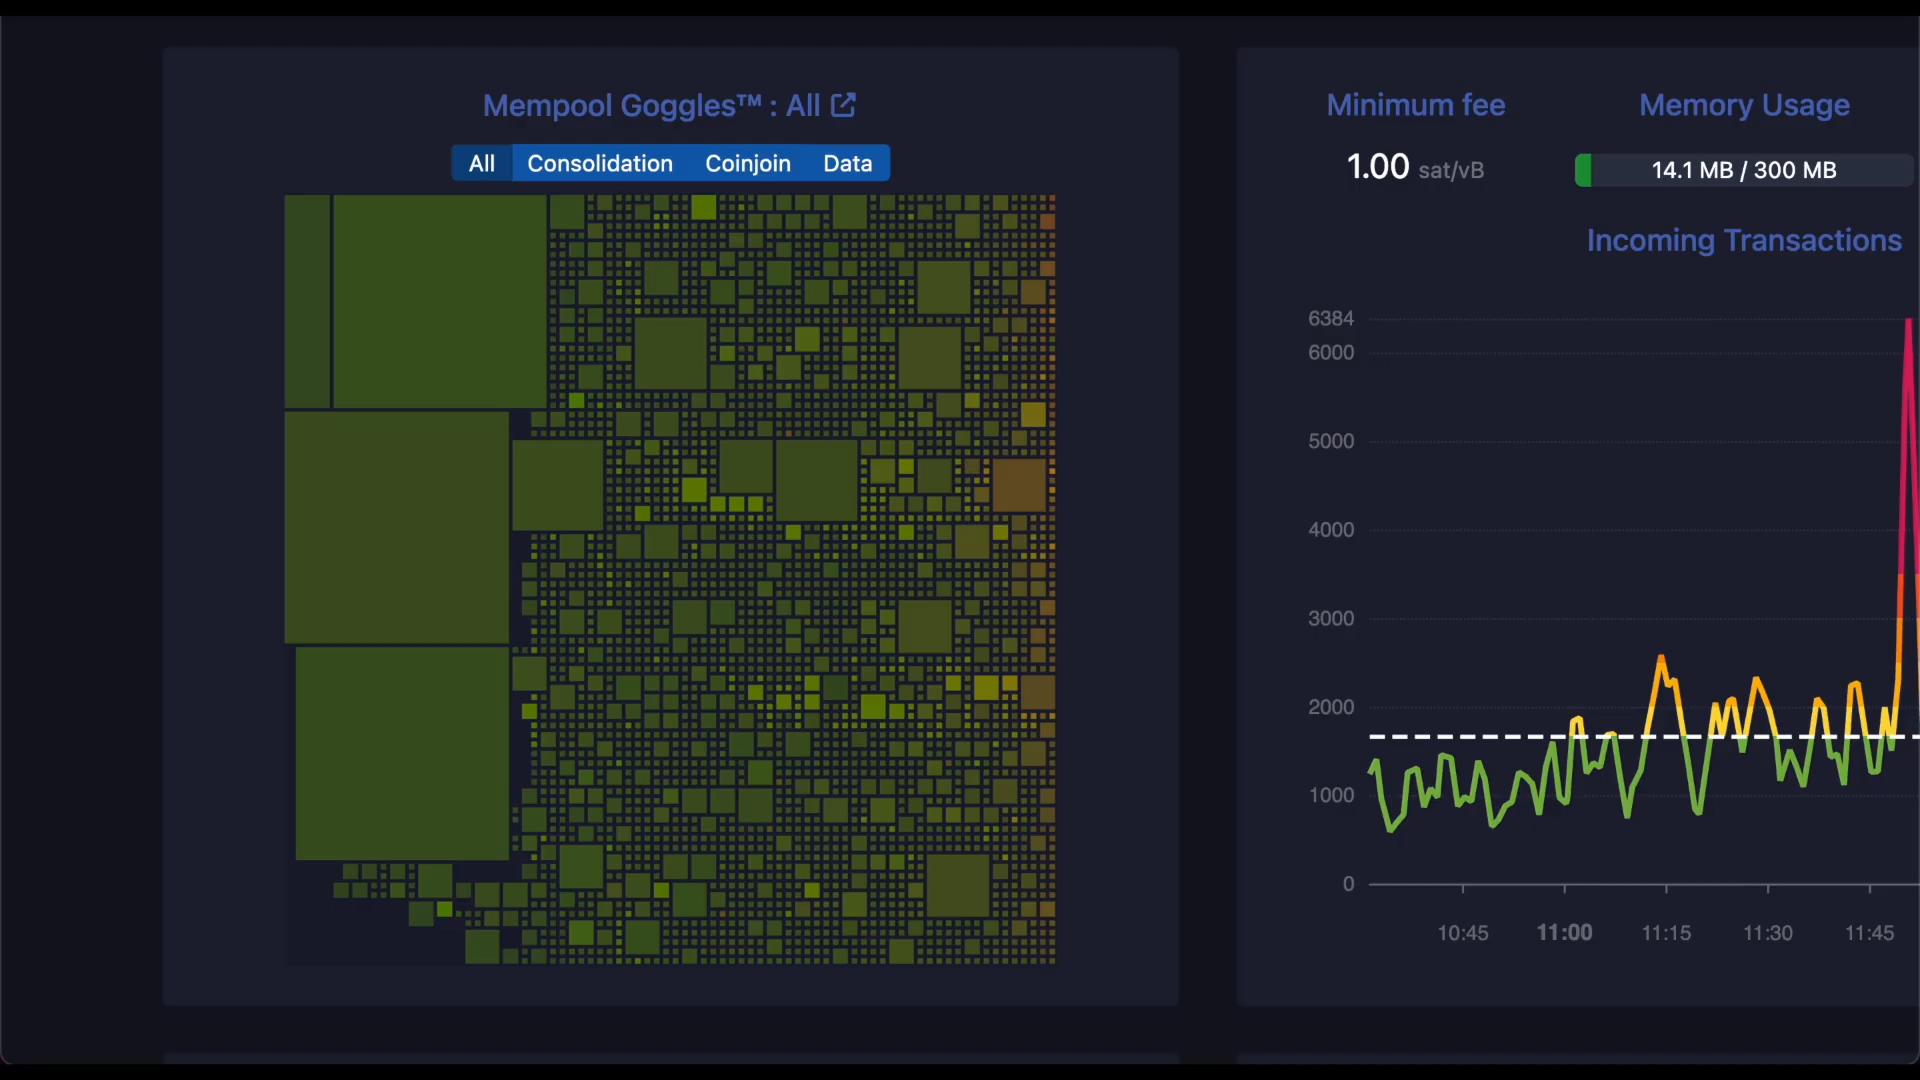 Mempool Goggles™ : All
All Consolidation Coinjoin Data
Minimum fee
1.00 sat/vB
Memory Usage
14.1 MB / 300 MB
Incoming Transactions
6384
6000
5000
4000
3000
2000
1000
0
10:45 11:00 11:15 11:30 11:45